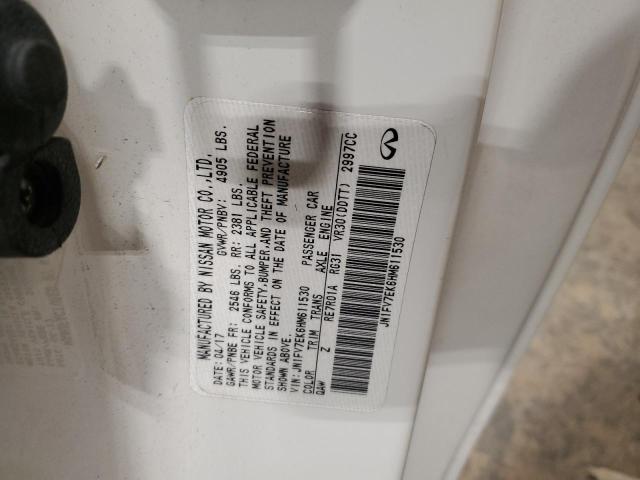 MANUFACTURED BY NISSAN MOTOR CO.,LTD.
DATE: 04/17 GVWR/PNBV: 4905 LBS.
GAWR/PNBE FR: 2546 LBS. RR: 2381 LBS.
THIS VEHICLE CONFORMS TO ALL APPLICABLE FEDERAL
MOTOR VEHICLE SAFETY,BUMPER,AND THEFT PREVENTION
STANDARDS IN EFFECT ON THE DATE OF MANUFACTURE
SHOWN ABOVE.
VIN: JN1FV7EK6HM611530 PASSENGER CAR
COLOR TRIM TRANS AXLE ENGINE
QAW Z RE7R01A RG31 VR30(DDTT) 2997CC
JN1FV7EK6HM611530